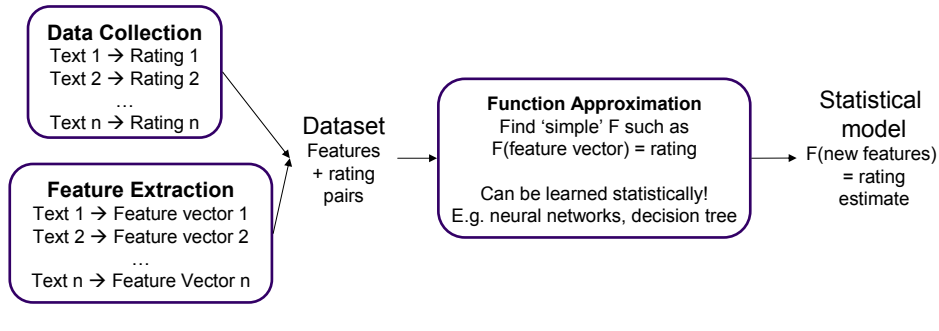 Data Collection
Text 1 → Rating 1
Text 2 → Rating 2
...
Text n → Rating n
Feature Extraction
Text 1 → Feature vector 1
Text 2 → Feature vector 2
...
Text n → Feature Vector n
Dataset
Features
+ rating
pairs
Function Approximation
Find ‘simple’ F such as
F(feature vector) = rating
Can be learned statistically!
E.g. neural networks, decision tree
Statistical
model
F(new features)
= rating
estimate